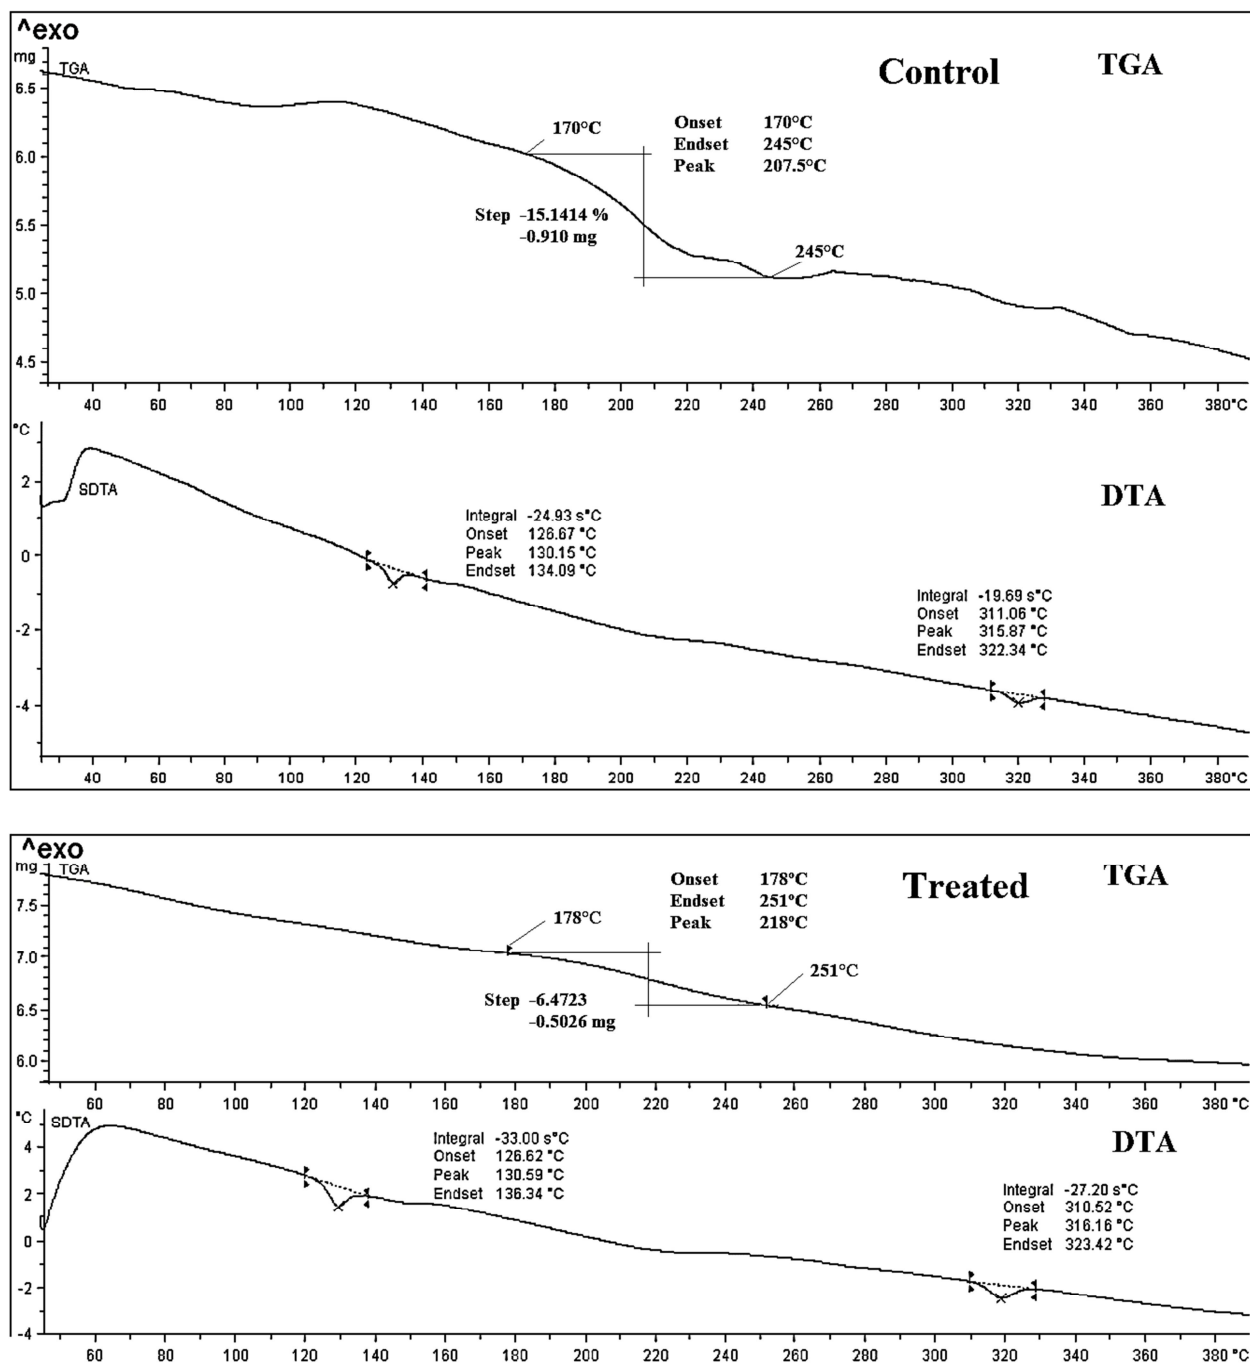 ^exo
mg
TGA
Control
TGA
6.5
6.0
5.5
5.0
4.5
170°C
Onset 170°C
Endset 245°C
Peak 207.5°C
Step -15.1414 %
-0.910 mg
245°C
40 60 80 100 120 140 160 180 200 220 240 260 280 300 320 340 360 380°C
°C
SDTA
DTA
2
0
-2
-4
Integral -24.93 s°C
Onset 126.67 °C
Peak 130.15 °C
Endset 134.09 °C
Integral -19.69 s°C
Onset 311.06 °C
Peak 315.87 °C
Endset 322.34 °C
40 60 80 100 120 140 160 180 200 220 240 260 280 300 320 340 360 380°C
^exo
mg
TGA
Treated
TGA
7.5
7.0
6.5
6.0
Onset 178°C
Endset 251°C
Peak 218°C
178°C
251°C
Step -6.4723
-0.5026 mg
60 80 100 120 140 160 180 200 220 240 260 280 300 320 340 360 380 °C
°C
SDTA
DTA
4
2
0
-2
-4
Integral -33.00 s°C
Onset 126.62 °C
Peak 130.59 °C
Endset 136.34 °C
Integral -27.20 s°C
Onset 310.52 °C
Peak 316.16 °C
Endset 323.42 °C
60 80 100 120 140 160 180 200 220 240 260 280 300 320 340 360 380 °C